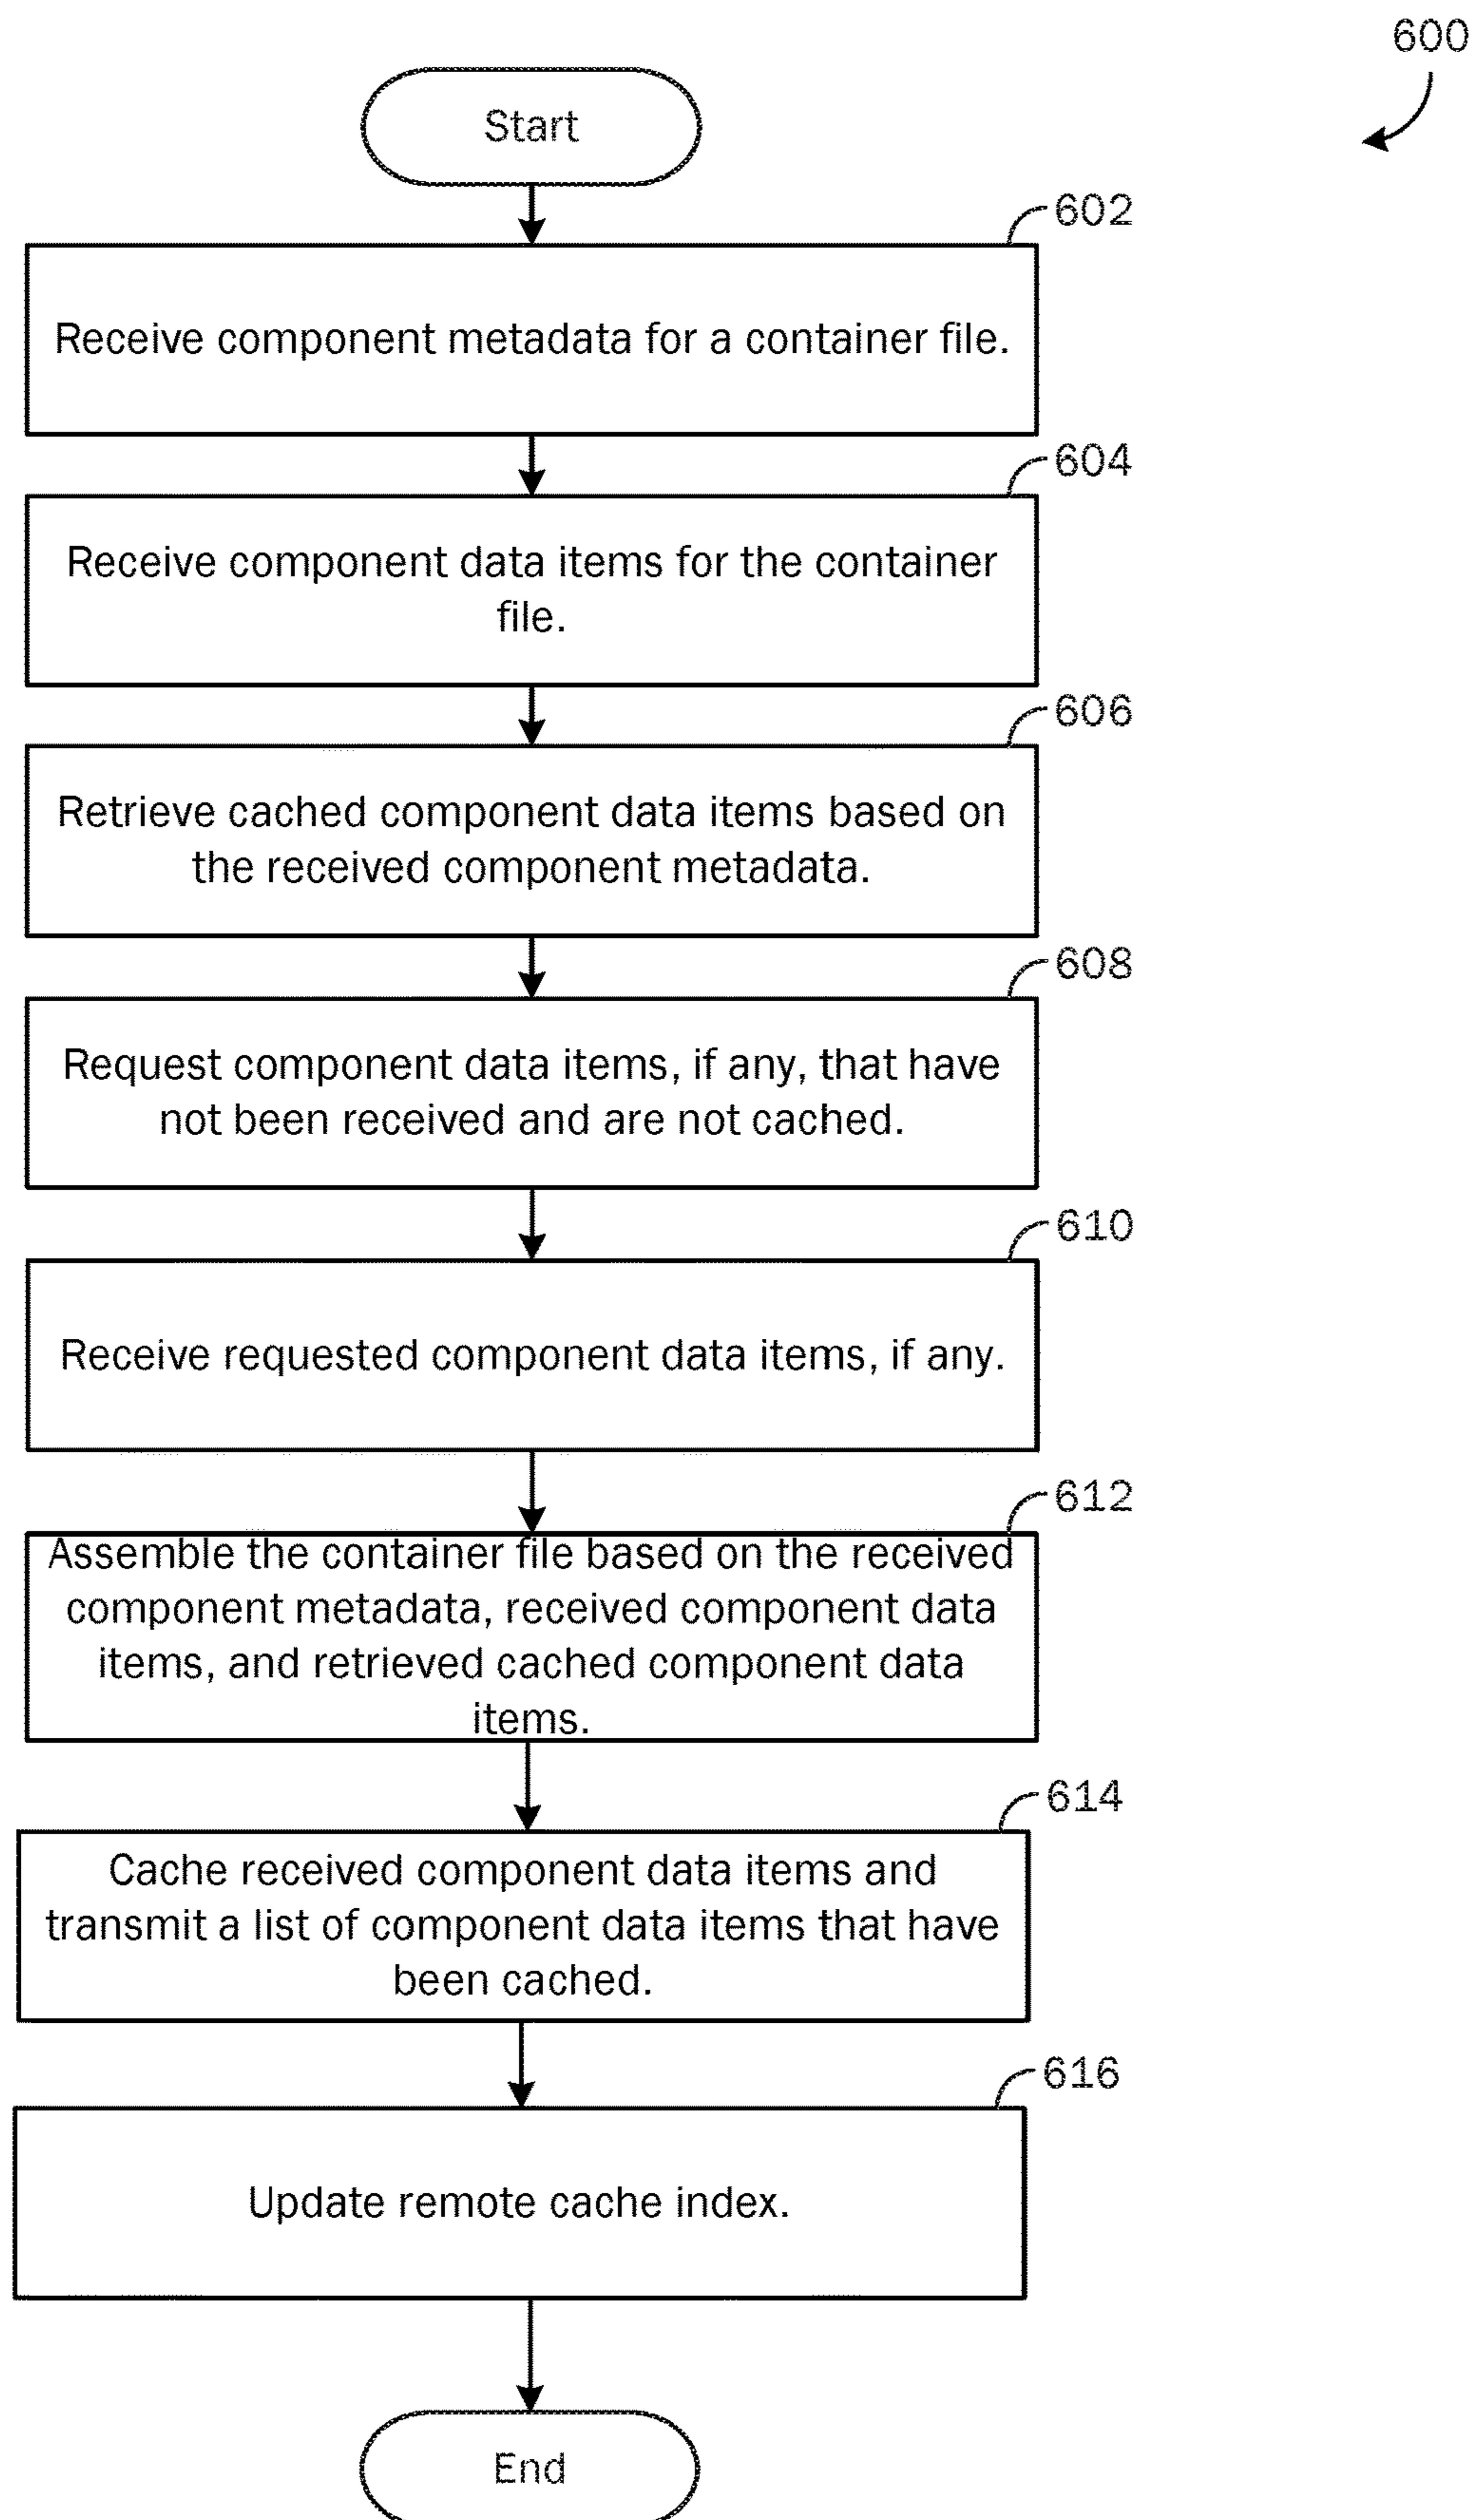 600
Start
602
Receive component metadata for a container file.
604
Receive component data items for the container
file.
606
Retrieve cached component data items based on
the received component metadata.
608
Request component data items, if any, that have
not been received and are not cached.
610
Receive requested component data items, if any.
612
Assemble the container file based on the received
component metadata, received component data
items, and retrieved cached component data
items.
614
Cache received component data items and
transmit a list of component data items that have
been cached.
616
Update remote cache index.
End